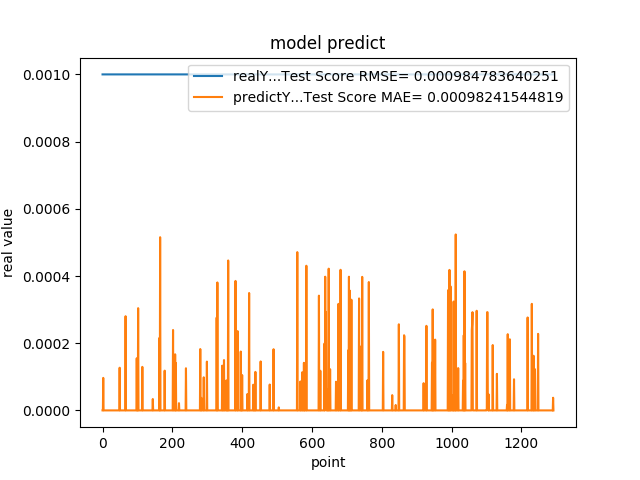 model predict
realY...Test Score RMSE= 0.000984783640251
predictY...Test Score MAE= 0.00098241544819
real value
0.0010
0.0008
0.0006
0.0004
0.0002
0.0000
0 200 400 600 800 1000 1200
point